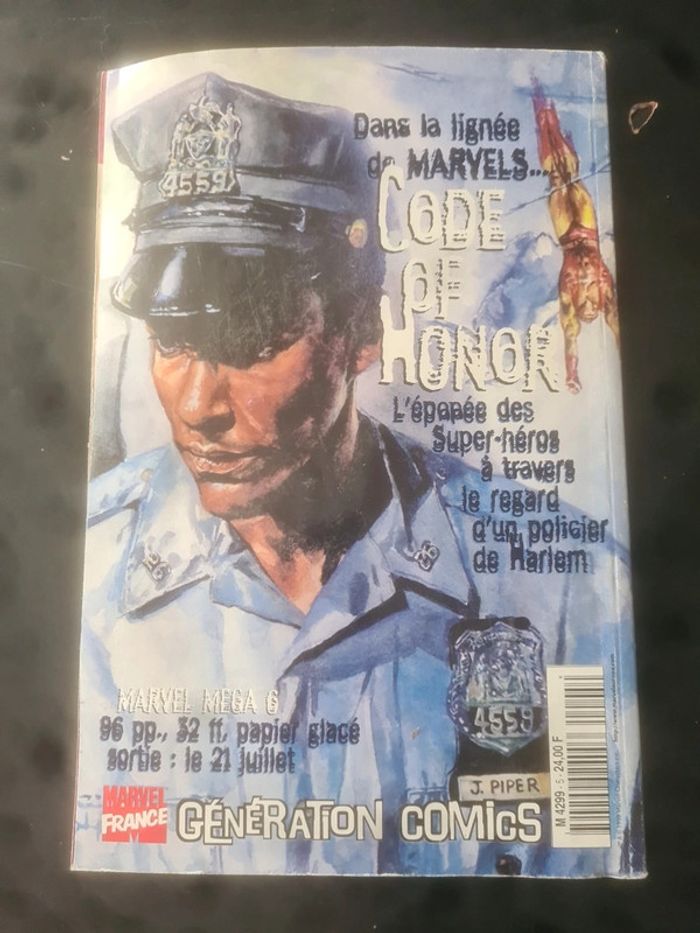 4559
Dans la lignée
de MARVELS...
CODE
OF
HONOR
L'épopée des
Super-héros
à travers
le regard
d'un policier
de Harlem
MARVEL MEGA 6
96 pp., 32 ff, papier glacé
sortie : le 21 juillet
4559
J. PIPER
MARVEL
FRANCE
GÉNÉRATION COMICS
M 4299 - 5 - 24,00 F